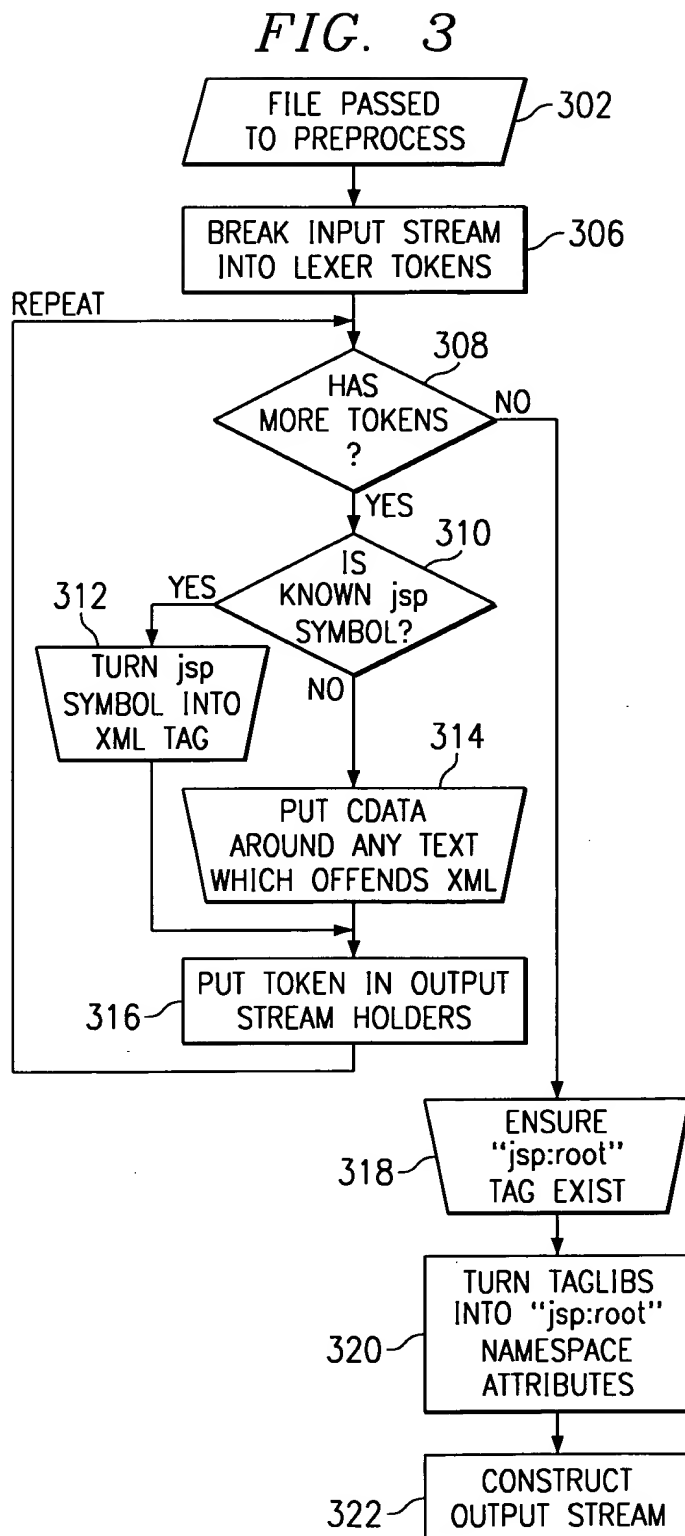 FIG. 3
FILE PASSED
TO PREPROCESS
302
BREAK INPUT STREAM
INTO LEXER TOKENS
306
REPEAT
308
HAS
MORE TOKENS
?
NO
YES
310
IS
KNOWN jsp
SYMBOL?
YES
312
NO
TURN jsp
SYMBOL INTO
XML TAG
314
PUT CDATA
AROUND ANY TEXT
WHICH OFFENDS XML
PUT TOKEN IN OUTPUT
STREAM HOLDERS
316
ENSURE
“jsp:root”
TAG EXIST
318
TURN TAGLIBS
INTO “jsp:root”
NAMESPACE
ATTRIBUTES
320
CONSTRUCT
OUTPUT STREAM
322